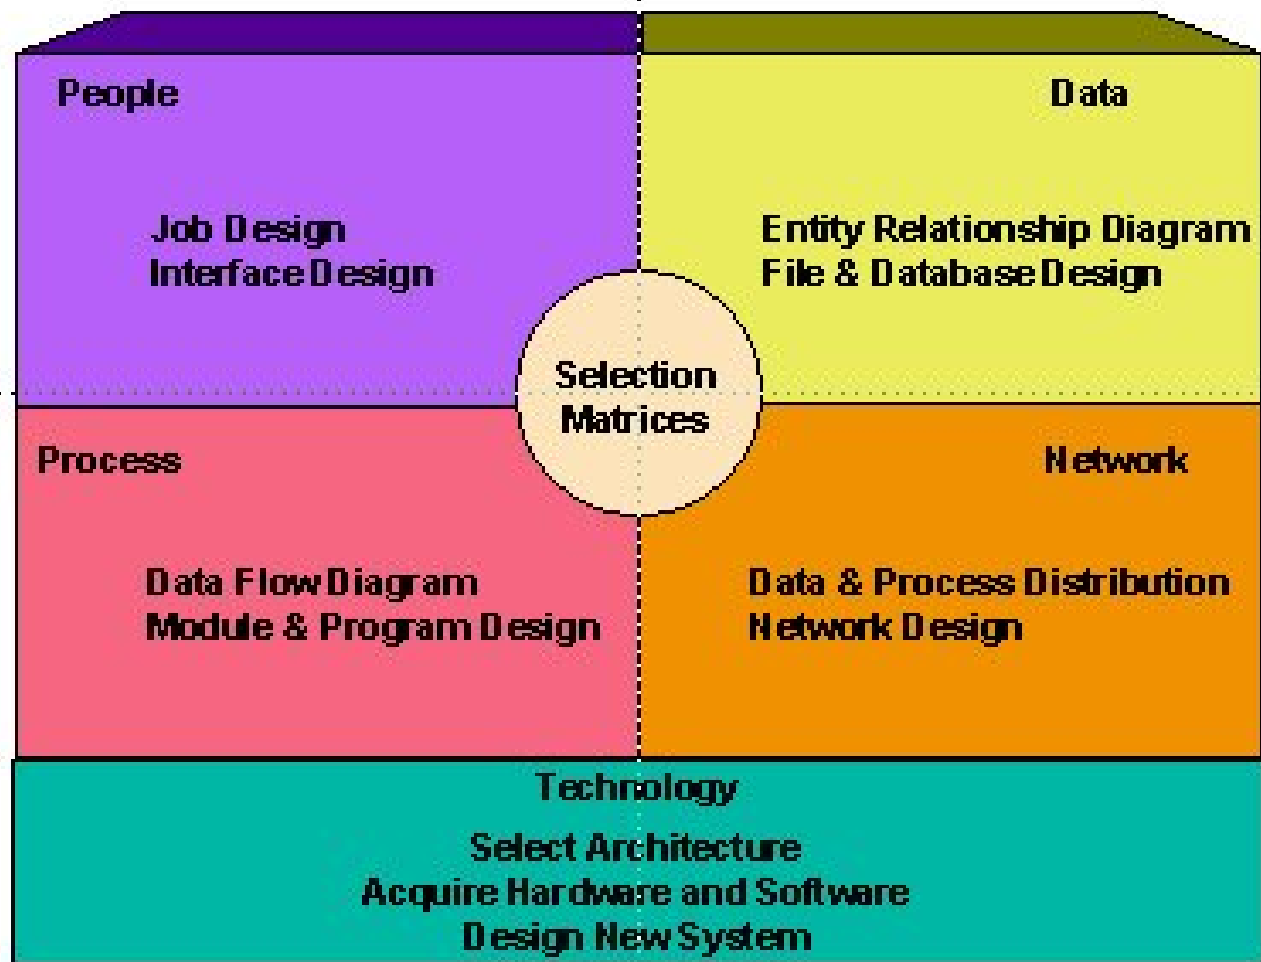 People
Data
Job Design
Interface Design
Entity Relationship Diagram
File & Database Design
Selection
Matrices
Process
Network
Data Flow Diagram
Module & Program Design
Data & Process Distribution
Network Design
Technology
Select Architecture
Acquire Hardware and Software
Design New System